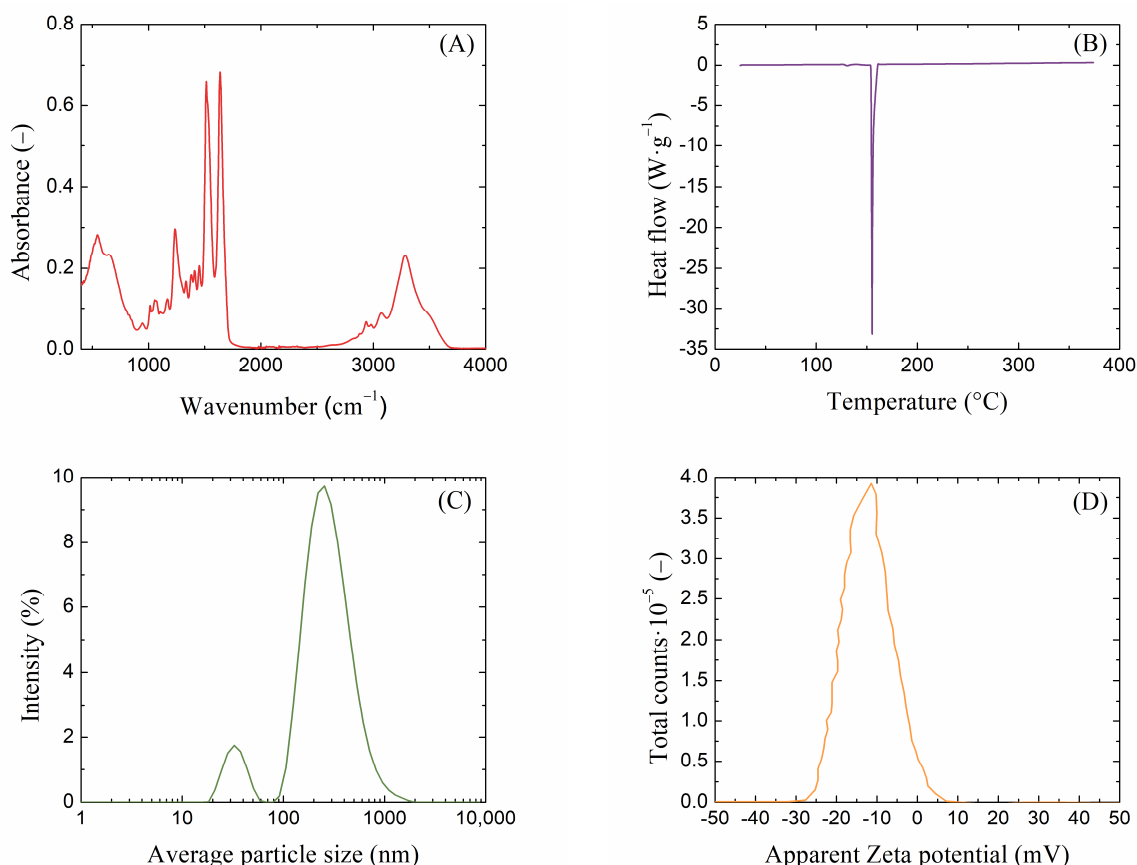 (A)
0.8
0.6
0.4
0.2
0.0
Absorbance (–)
1000 2000 3000 4000
Wavenumber (cm⁻¹)
(B)
0
-5
-10
-15
-20
-25
-30
-35
Heat flow (W·g⁻¹)
0 100 200 300 400
Temperature (°C)
(C)
10
8
6
4
2
0
Intensity (%)
1 10 100 1000 10,000
Average particle size (nm)
(D)
4.0
3.5
3.0
2.5
2.0
1.5
1.0
0.5
0.0
Total counts·10⁻⁵ (–)
-50 -40 -30 -20 -10 0 10 20 30 40 50
Apparent Zeta potential (mV)